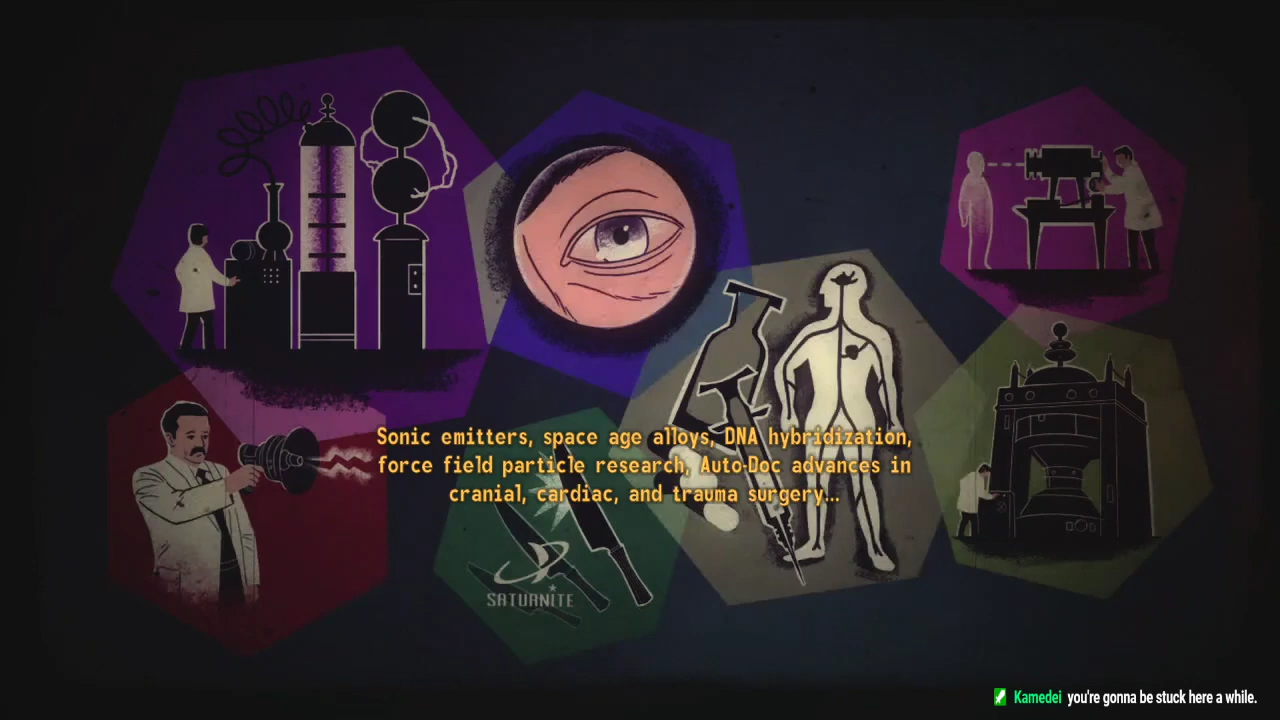 Sonic emitters, space age alloys, DNA hybridization,
force field particle research, Auto-Doc advances in
cranial, cardiac, and trauma surgery...
SATURNITE
Kamedei you're gonna be stuck here a while.